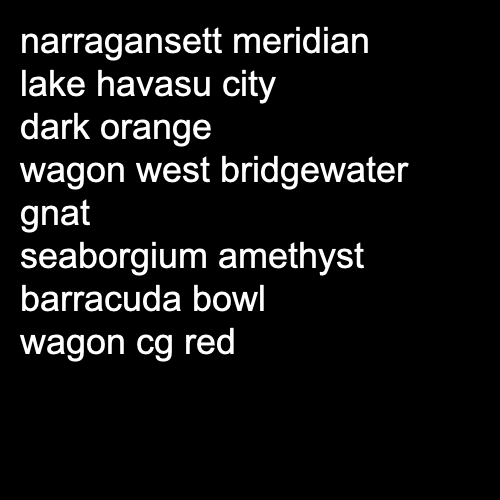 narragansett meridian
lake havasu city
dark orange
wagon west bridgewater
gnat
seaborgium amethyst
barracuda bowl
wagon cg red